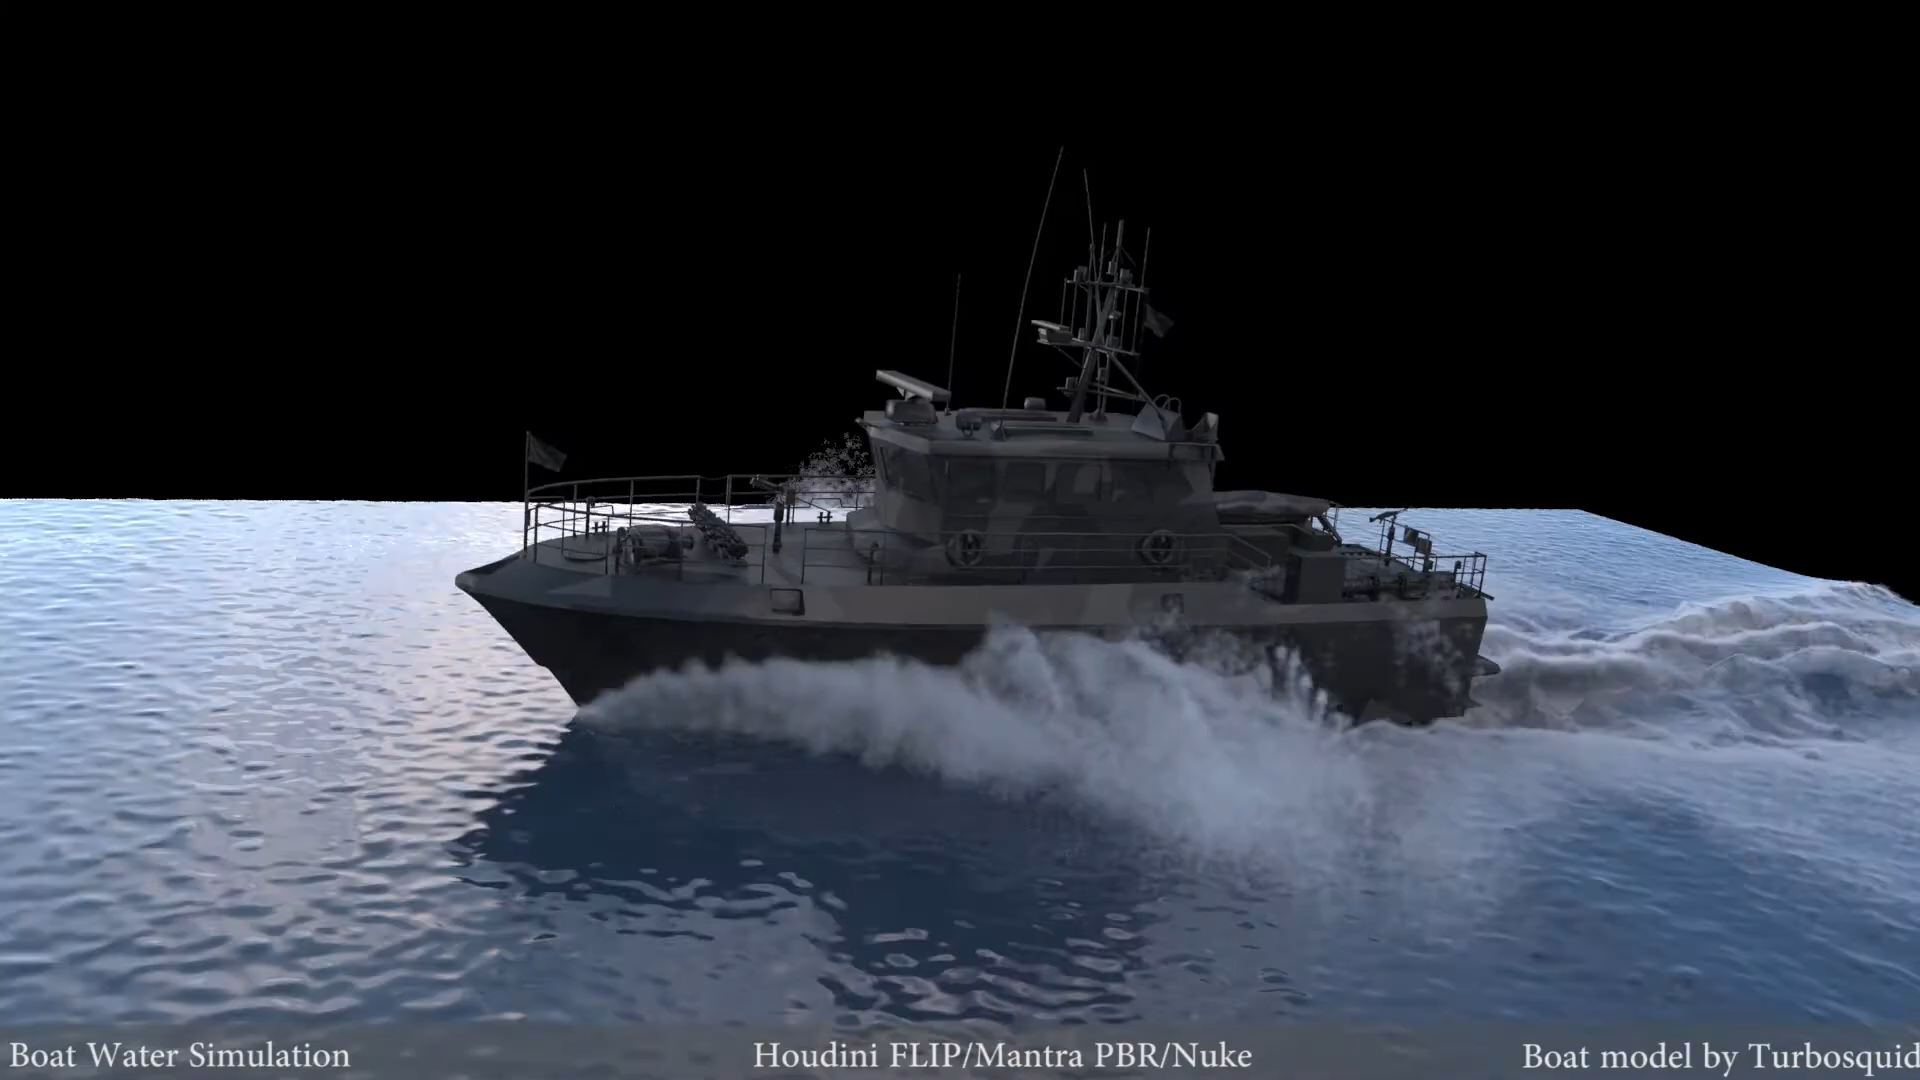 Boat Water Simulation
Houdini FLIP/Mantra PBR/Nuke
Boat model by Turbosquid